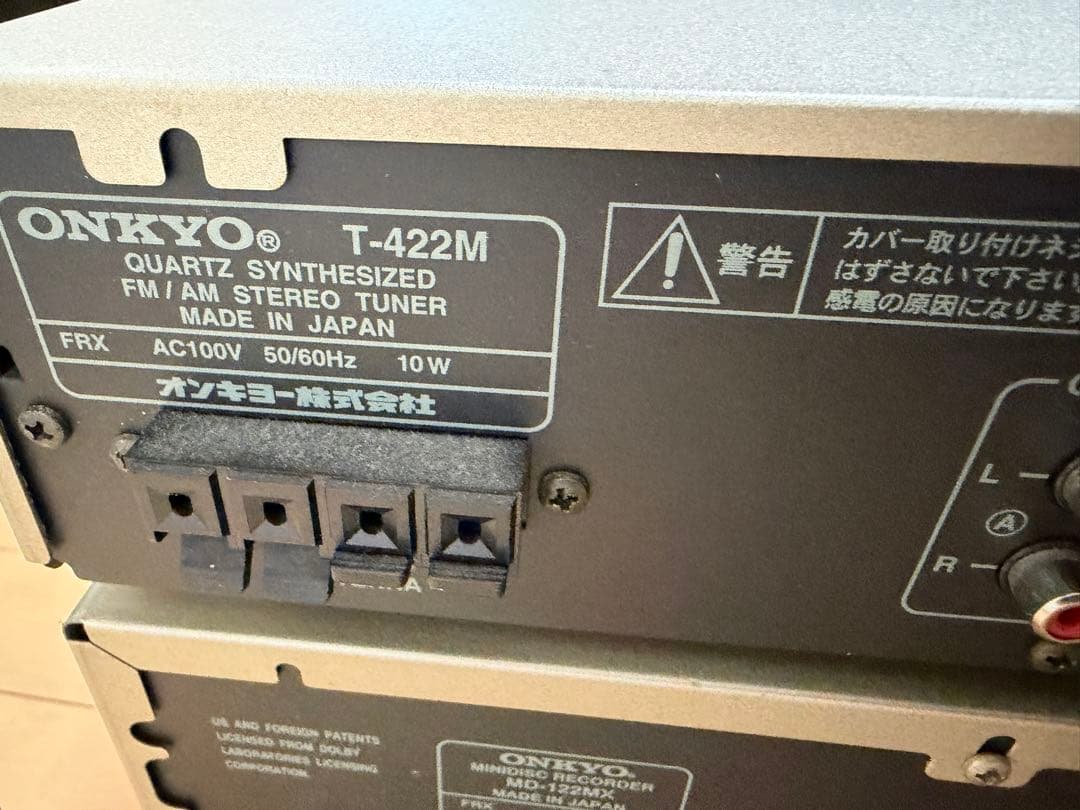 ONKYO® T-422M
QUARTZ SYNTHESIZED
FM/AM STEREO TUNER
MADE IN JAPAN
FRX AC100V 50/60Hz 10W
オンキヨー株式会社
警告
カバー取り付けネジ
はずさないで下さい
感電の原因になります
L
A
R
US AND FOREIGN PATENTS
LICENSED FROM DOLBY
LABORATORIES LICENSING
CORPORATION.
ONKYO®
MINIDISC RECORDER
MD-122MX
MADE IN JAPAN
FRX